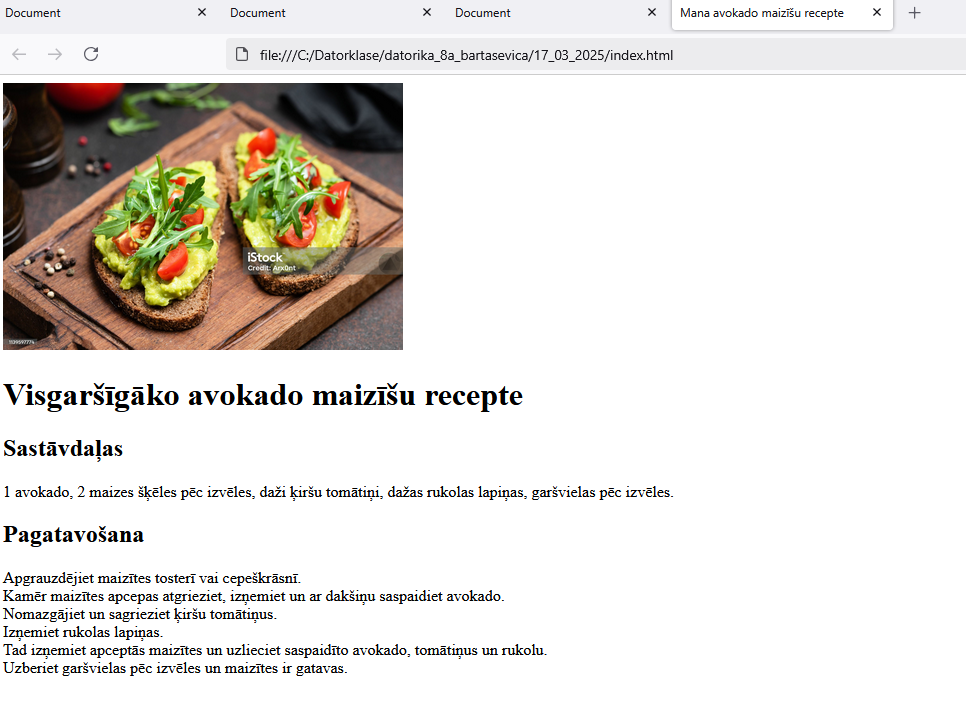 Document
Document
Document
Mana avokado maizīšu recepte
file:///C:/Datorklase/datorika_8a_bartasevica/17_03_2025/index.html
iStock
Credit: Arx0nt
1139597774
Visgaršīgāko avokado maizīšu recepte
Sastāvdaļas
1 avokado, 2 maizes šķēles pēc izvēles, daži ķiršu tomātiņi, dažas rukolas lapiņas, garšvielas pēc izvēles.
Pagatavošana
Apgrauzdējiet maizītes tosterī vai cepeškrāsnī.
Kamēr maizītes apcepas atgrieziet, izņemiet un ar dakšiņu saspaidiet avokado.
Nomazgājiet un sagrieziet ķiršu tomātiņus.
Izņemiet rukolas lapiņas.
Tad izņemiet apceptās maizītes un uzlieciet saspaidīto avokado, tomātiņus un rukolu.
Uzberiet garšvielas pēc izvēles un maizītes ir gatavas.